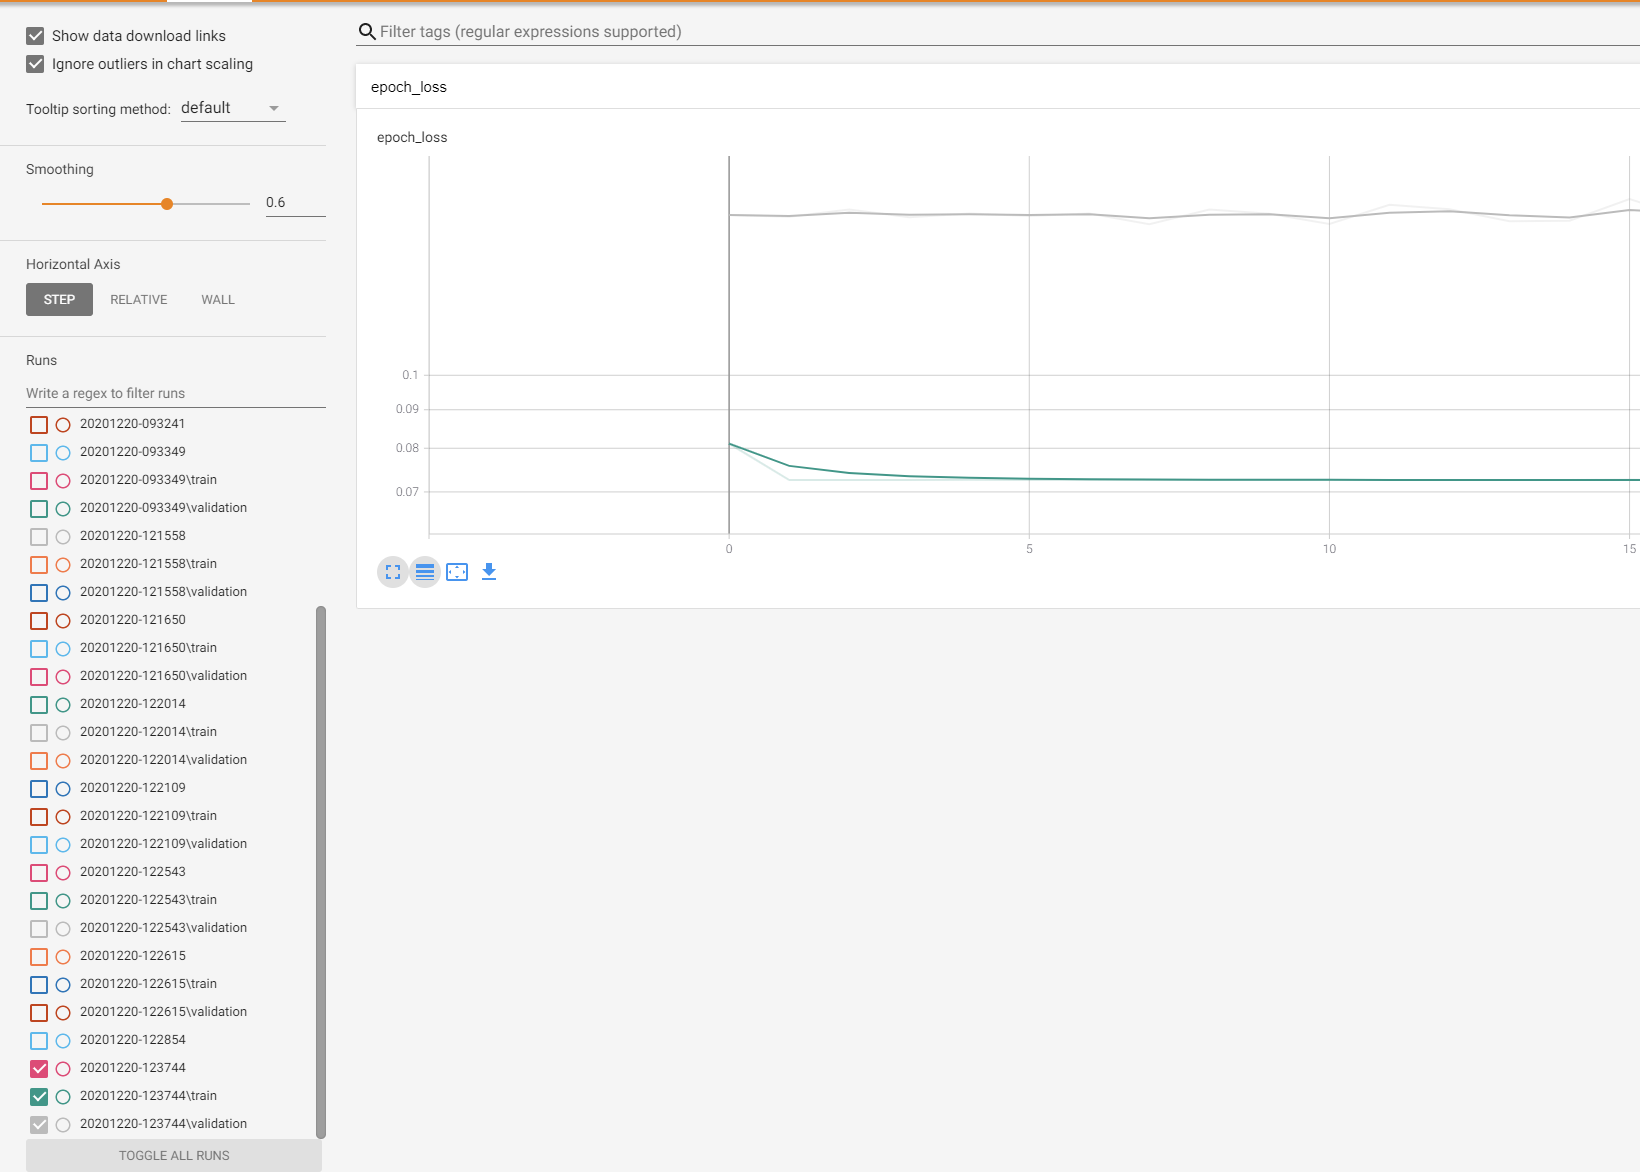 Show data download links
Ignore outliers in chart scaling
Tooltip sorting method: default
Smoothing
0.6
Horizontal Axis
STEP RELATIVE WALL
Runs
Write a regex to filter runs
20201220-093241
20201220-093349
20201220-093349\train
20201220-093349\validation
20201220-121558
20201220-121558\train
20201220-121558\validation
20201220-121650
20201220-121650\train
20201220-121650\validation
20201220-122014
20201220-122014\train
20201220-122014\validation
20201220-122109
20201220-122109\train
20201220-122109\validation
20201220-122543
20201220-122543\train
20201220-122543\validation
20201220-122615
20201220-122615\train
20201220-122615\validation
20201220-122854
20201220-123744
20201220-123744\train
20201220-123744\validation
TOGGLE ALL RUNS
Filter tags (regular expressions supported)
epoch_loss
epoch_loss
0.1
0.09
0.08
0.07
0 5 10 15